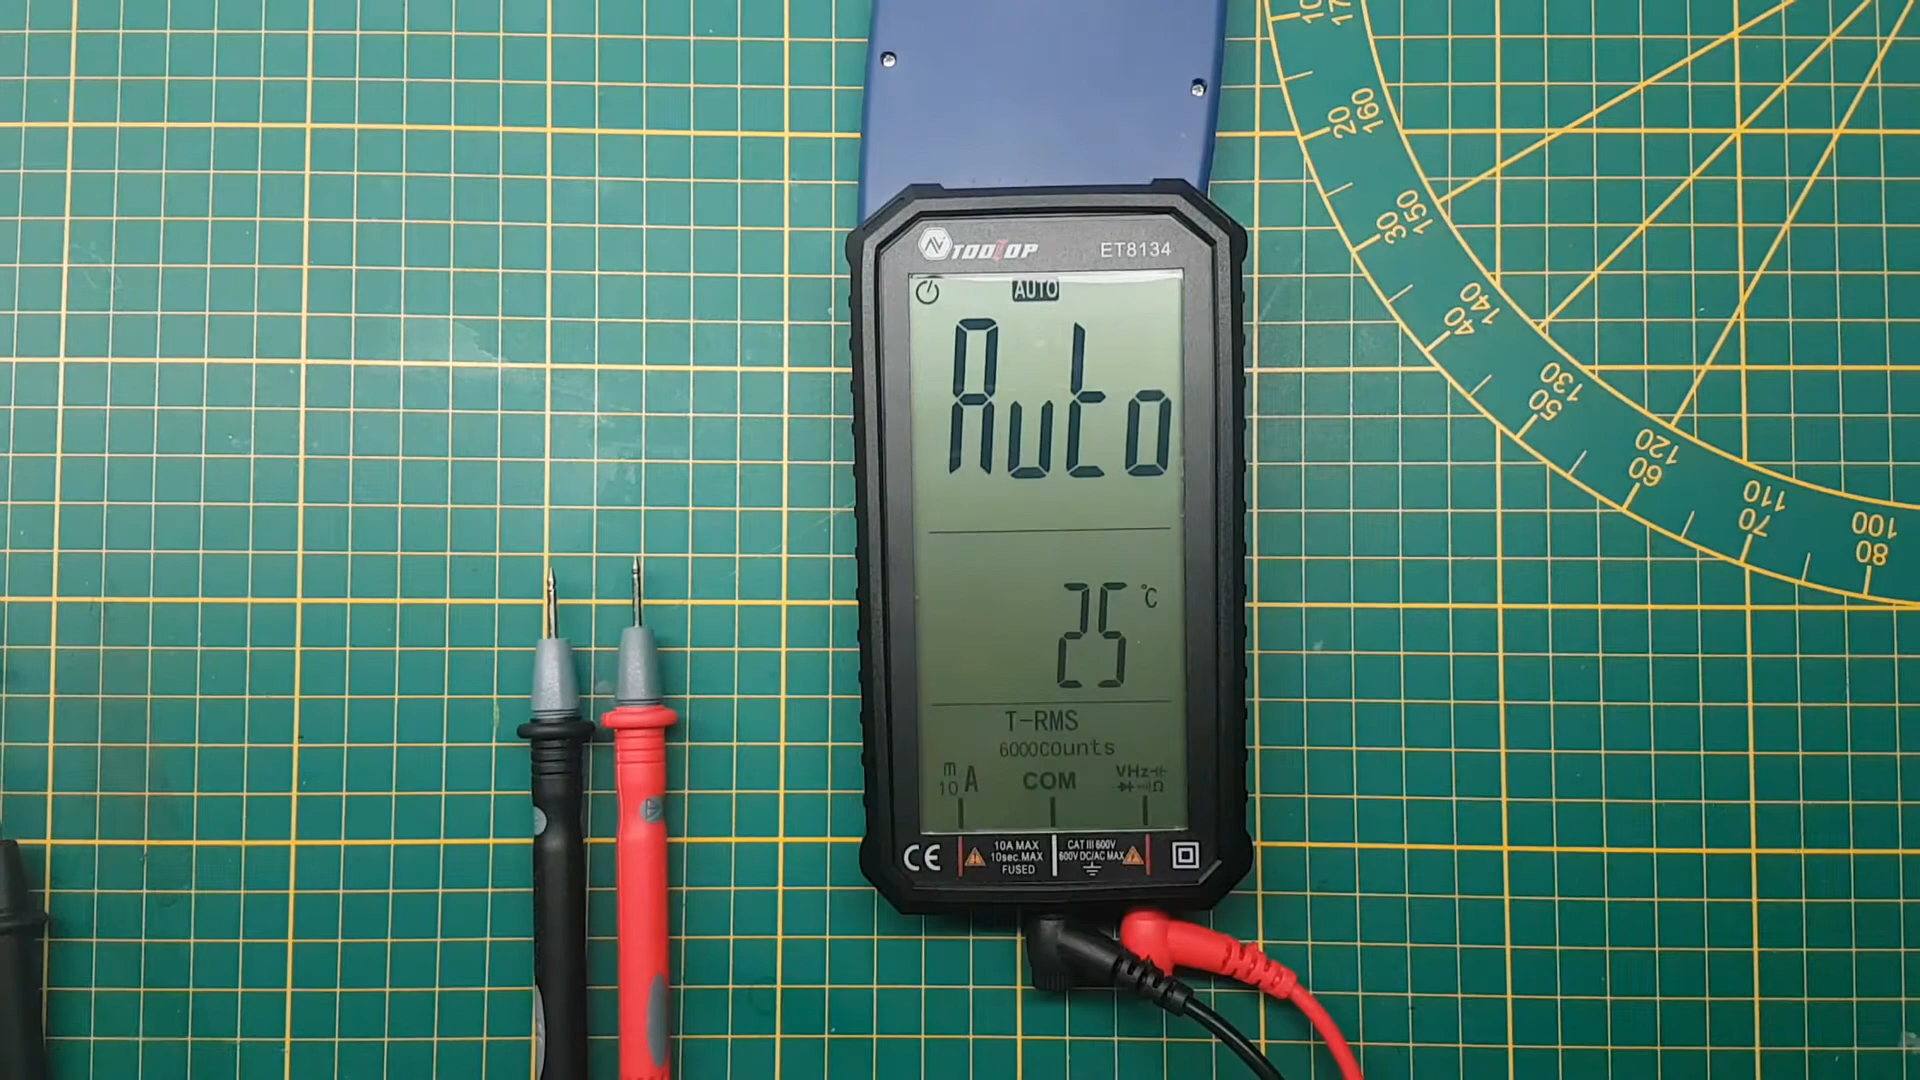 TOOLTOP ET8134
AUTO
Auto
25 °C
T-RMS
6000Counts
m
10 A COM VHz
Ω
CE
10A MAX
10sec.MAX
FUSED
CAT III 600V
600V DC/AC MAX
20 160
30 150
40 140
50 130
60 120
70 110
80 100